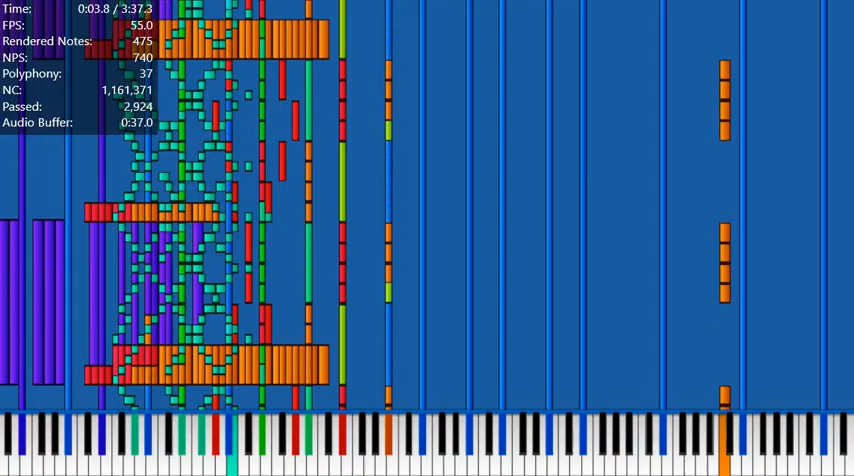 Time: 0:03.8 / 3:37.3
FPS: 55.0
Rendered Notes: 475
NPS: 740
Polyphony: 37
NC: 1,161,371
Passed: 2,924
Audio Buffer: 0:37.0